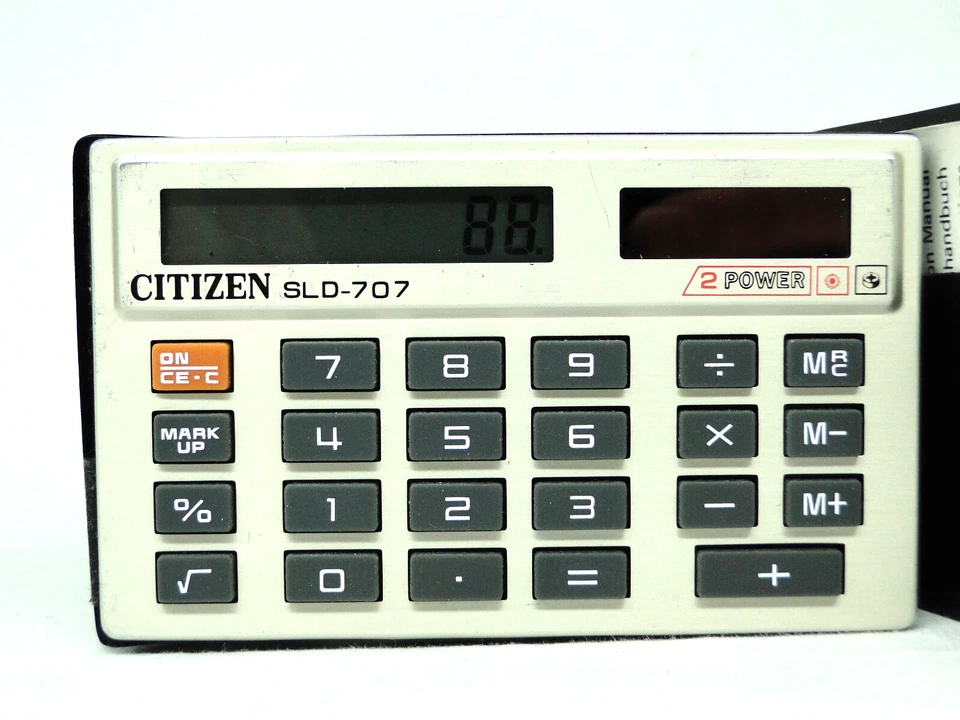 88.
CITIZEN SLD-707
2 POWER
ON
CE·C
7 8 9 ÷ MRC
MARK
UP
4 5 6 × M−
% 1 2 3 − M+
√ 0 . = +
Manual
handbuch